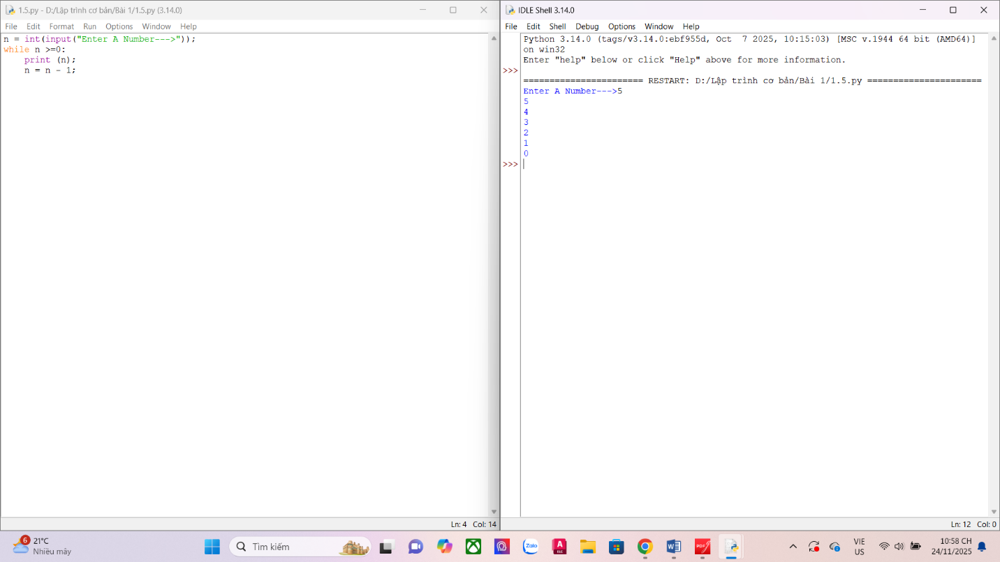 1.5.py - D:/Lập trình cơ bản/Bài 1/1.5.py (3.14.0)
File Edit Format Run Options Window Help
n = int(input("Enter A Number--->"));
while n >=0:
    print (n);
    n = n - 1;
Ln: 4 Col: 14
IDLE Shell 3.14.0
File Edit Shell Debug Options Window Help
Python 3.14.0 (tags/v3.14.0:ebf955d, Oct  7 2025, 10:15:03) [MSC v.1944 64 bit (AMD64)]
on win32
Enter "help" below or click "Help" above for more information.
>>>
======================= RESTART: D:/Lập trình cơ bản/Bài 1/1.5.py ======================
Enter A Number--->5
5
4
3
2
1
0
>>>
Ln: 12 Col: 0
6
21°C
Nhiều mây
Tìm kiếm
Zalo
A
ELC
W
PDF
VIE
US
10:58 CH
24/11/2025